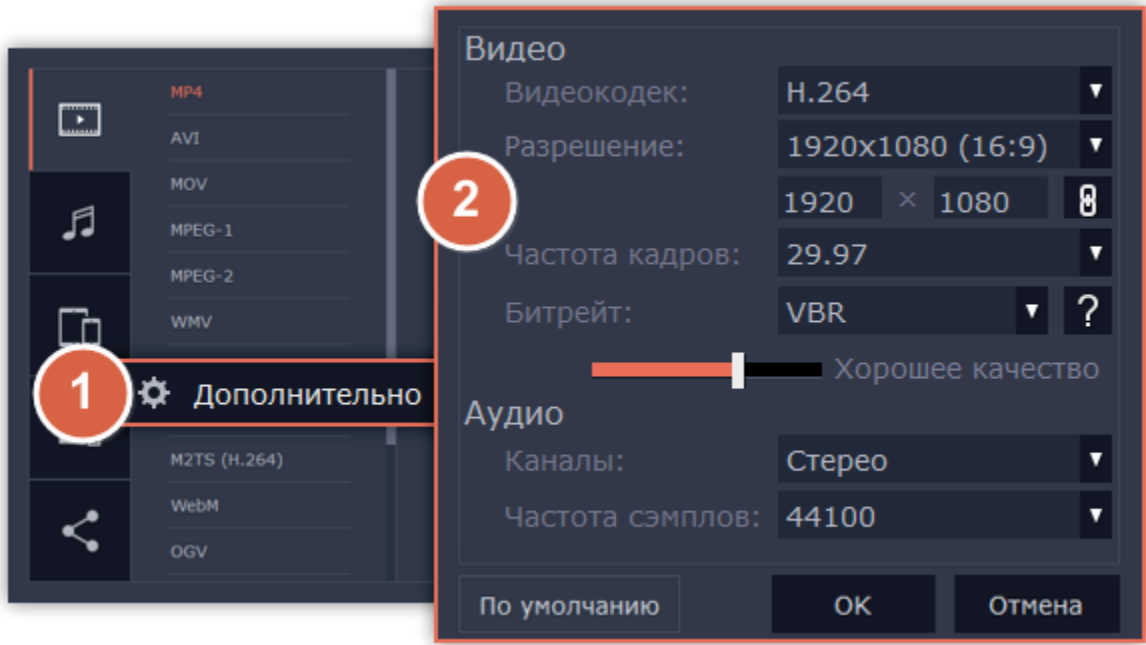 MP4
AVI
MOV
MPEG-1
MPEG-2
WMV
1
Дополнительно
M2TS (H.264)
WebM
OGV
2
Видео
Видеокодек: H.264
Разрешение: 1920x1080 (16:9)
1920 × 1080
Частота кадров: 29.97
Битрейт: VBR ?
Хорошее качество
Аудио
Каналы: Стерео
Частота сэмплов: 44100
По умолчанию OK Отмена